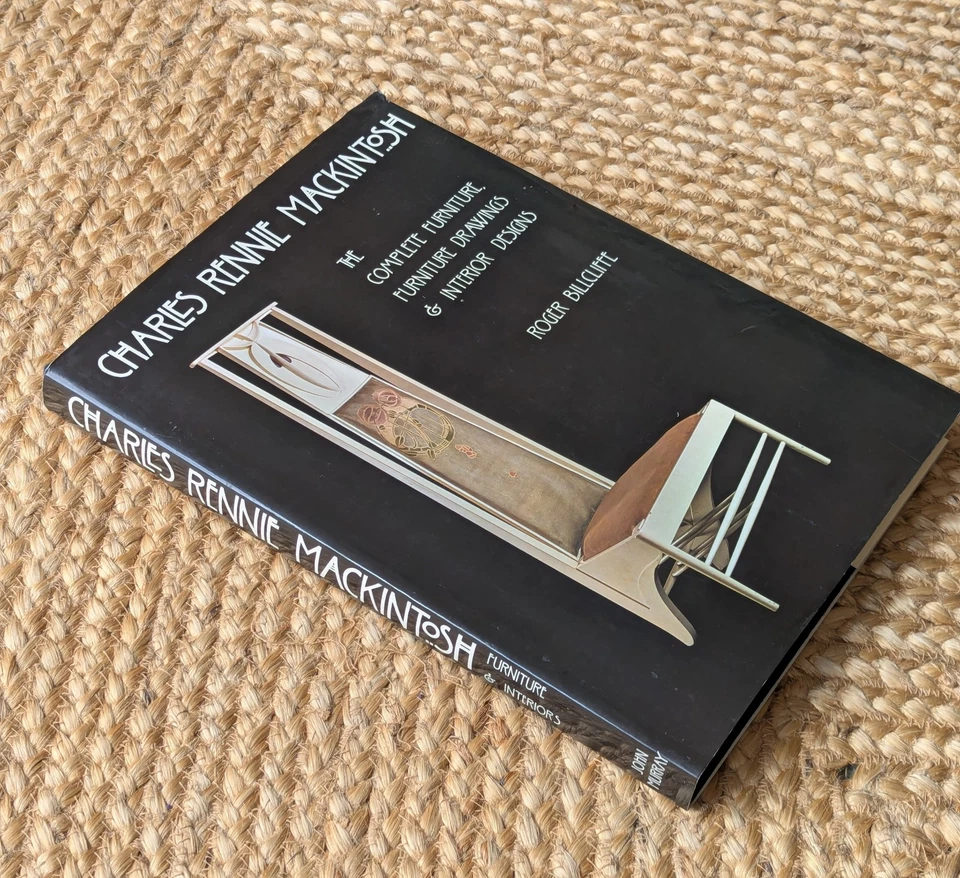 CHARLES RENNIE MACKINTOSH
THE
COMPLETE FURNITURE,
FURNITURE DRAWINGS
& INTERIOR DESIGNS
ROGER BILLCLIFFE
CHARLES RENNIE MACKINTOSH
FURNITURE
& INTERIORS
JOHN
MURRAY